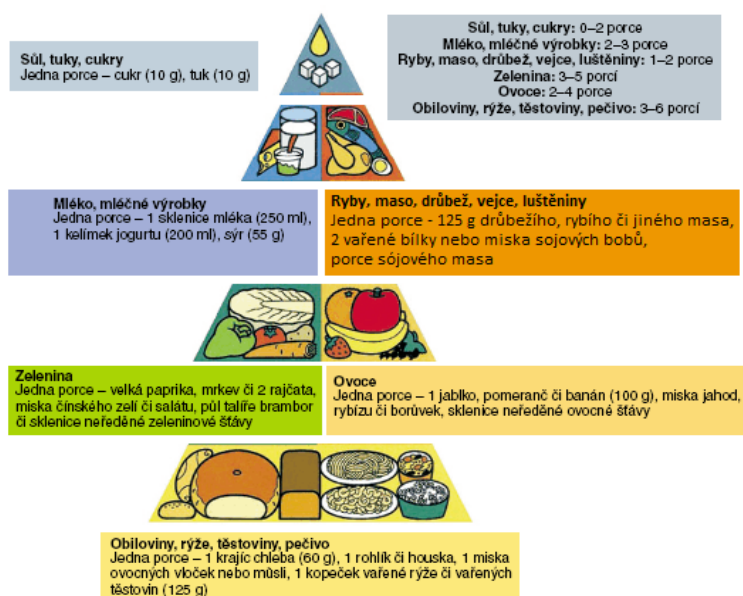 Sůl, tuky, cukry
Jedna porce – cukr (10 g), tuk (10 g)
Sůl, tuky, cukry: 0–2 porce
Mléko, mléčné výrobky: 2–3 porce
Ryby, maso, drůbež, vejce, luštěniny: 1–2 porce
Zelenina: 3–5 porcí
Ovoce: 2–4 porce
Obiloviny, rýže, těstoviny, pečivo: 3–6 porcí
Mléko, mléčné výrobky
Jedna porce – 1 sklenice mléka (250 ml),
1 kelímek jogurtu (200 ml), sýr (55 g)
Ryby, maso, drůbež, vejce, luštěniny
Jedna porce - 125 g drůbežího, rybího či jiného masa,
2 vařené bílky nebo miska sojových bobů,
porce sójového masa
Zelenina
Jedna porce – velká paprika, mrkev či 2 rajčata,
miska čínského zelí či salátu, půl talíře brambor
či sklenice neředěné zeleninové šťávy
Ovoce
Jedna porce – 1 jablko, pomeranč či banán (100 g), miska jahod,
rybízu či borůvek, sklenice neředěné ovocné šťávy
Obiloviny, rýže, těstoviny, pečivo
Jedna porce – 1 krajíc chleba (60 g), 1 rohlík či houska, 1 miska
ovocných vloček nebo műsli, 1 kopeček vařené rýže či vařených
těstovin (125 g)